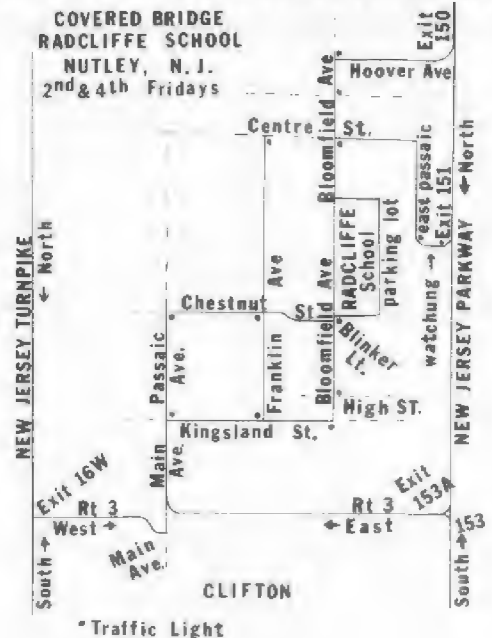 COVERED BRIDGE
RADCLIFFE SCHOOL
NUTLEY, N.J.
2nd & 4th Fridays
Exit 150
Hoover Ave
Bloomfield Ave
Centre St.
east passaic
Exit 151
watchung →
← North
NEW JERSEY PARKWAY
← North
NEW JERSEY TURNPIKE
RADCLIFFE
School
parking lot
Bloomfield Ave
Franklin Ave
Chestnut St
Blinker
Lt.
Passaic
Ave.
High ST.
Kingsland St.
Main
Ave.
Exit 16W
Rt 3
West →
Main
Ave.
Rt 3
← East
Exit
153A
153
South →
South →
CLIFTON
*Traffic Light